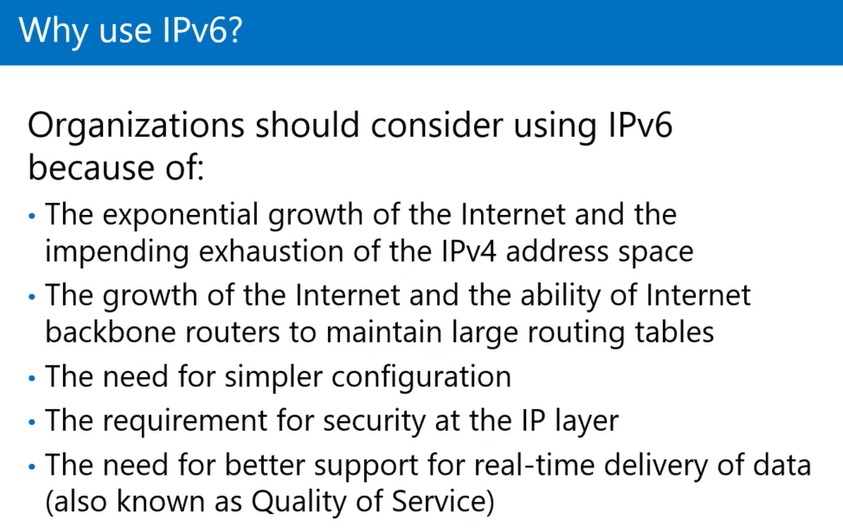 Why use IPv6?
Organizations should consider using IPv6
because of:
• The exponential growth of the Internet and the
impending exhaustion of the IPv4 address space
• The growth of the Internet and the ability of Internet
backbone routers to maintain large routing tables
• The need for simpler configuration
• The requirement for security at the IP layer
• The need for better support for real-time delivery of data
(also known as Quality of Service)